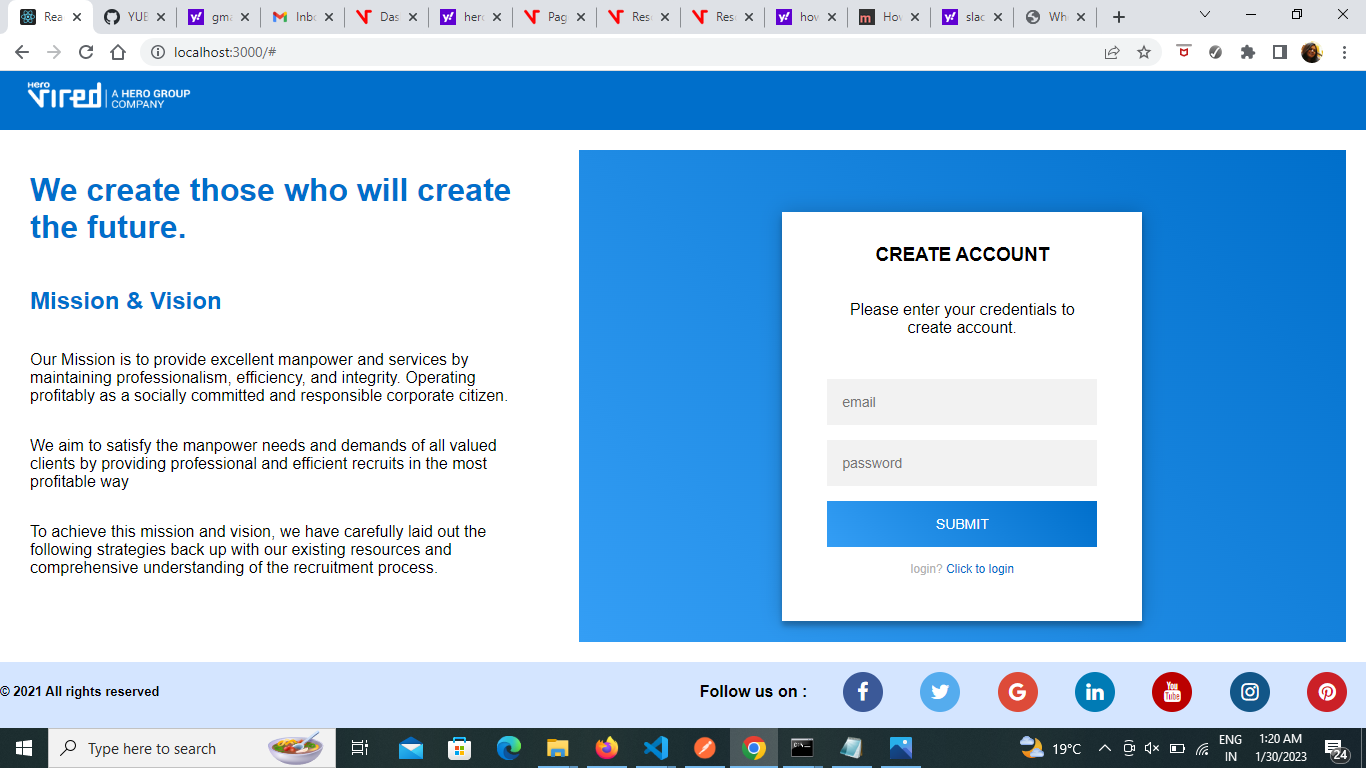 Rea
YUE
gma
Inbo
Das
hero
Pag
Res
Res
how
Hov
slac
Wh
localhost:3000/#
Hero
Vired
A HERO GROUP
COMPANY
We create those who will create
the future.
Mission & Vision
Our Mission is to provide excellent manpower and services by
maintaining professionalism, efficiency, and integrity. Operating
profitably as a socially committed and responsible corporate citizen.
We aim to satisfy the manpower needs and demands of all valued
clients by providing professional and efficient recruits in the most
profitable way
To achieve this mission and vision, we have carefully laid out the
following strategies back up with our existing resources and
comprehensive understanding of the recruitment process.
CREATE ACCOUNT
Please enter your credentials to
create account.
email
password
SUBMIT
login? Click to login
© 2021 All rights reserved
Follow us on :
You
Tube
Type here to search
19°C
ENG
IN
1:20 AM
1/30/2023
24